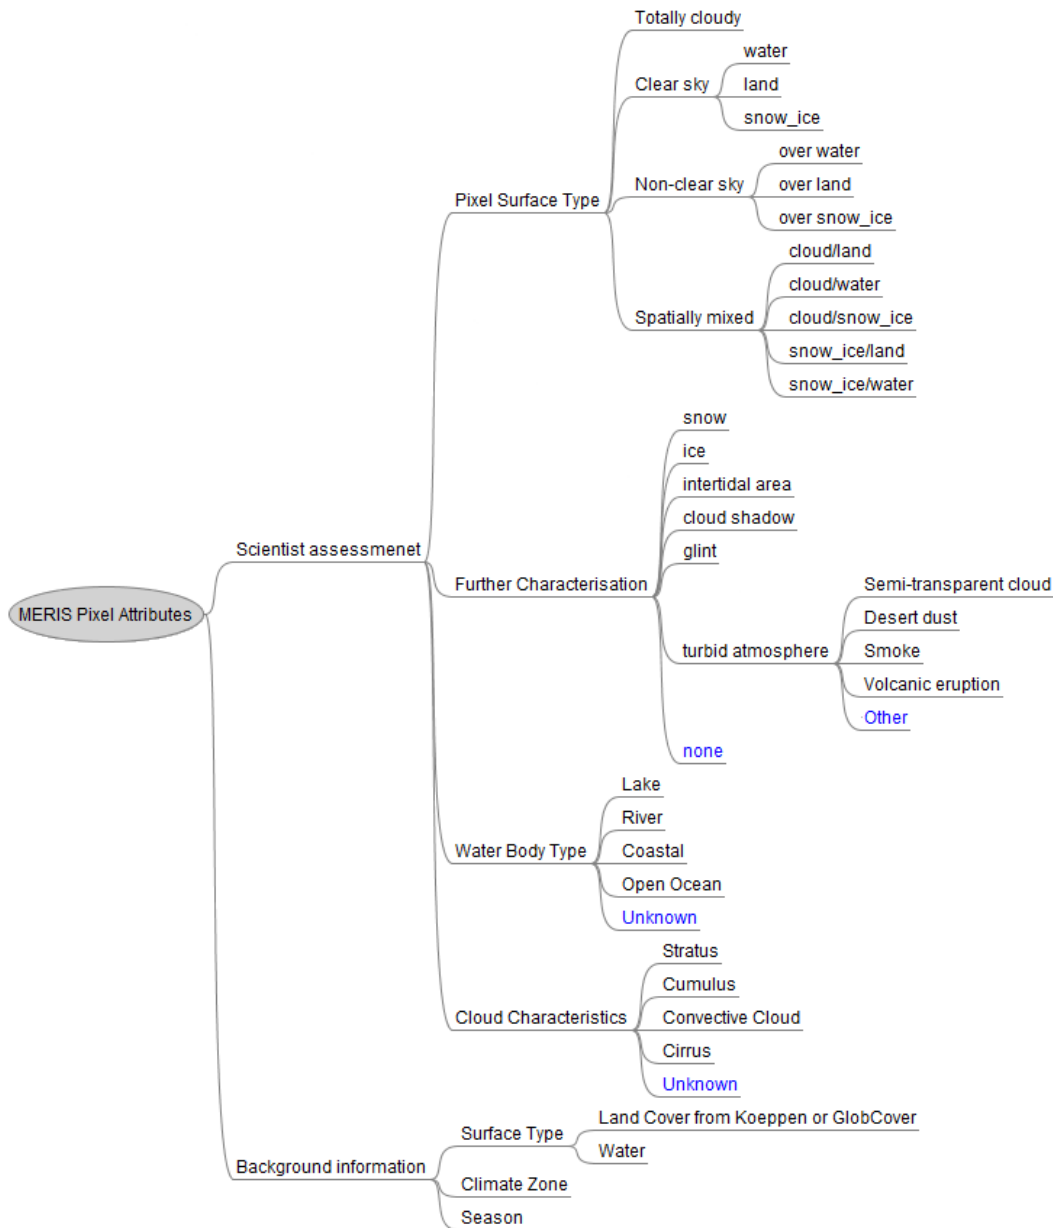 Totally cloudy
water
Clear sky
land
snow_ice
over water
Non-clear sky
over land
Pixel Surface Type
over snow_ice
cloud/land
cloud/water
Spatially mixed
cloud/snow_ice
snow_ice/land
snow_ice/water
snow
ice
intertidal area
cloud shadow
Scientist assessmenet
glint
Further Characterisation
Semi-transparent cloud
MERIS Pixel Attributes
Desert dust
turbid atmosphere
Smoke
Volcanic eruption
Other
none
Lake
River
Water Body Type
Coastal
Open Ocean
Unknown
Stratus
Cumulus
Cloud Characteristics
Convective Cloud
Cirrus
Unknown
Land Cover from Koeppen or GlobCover
Surface Type
Water
Background information
Climate Zone
Season